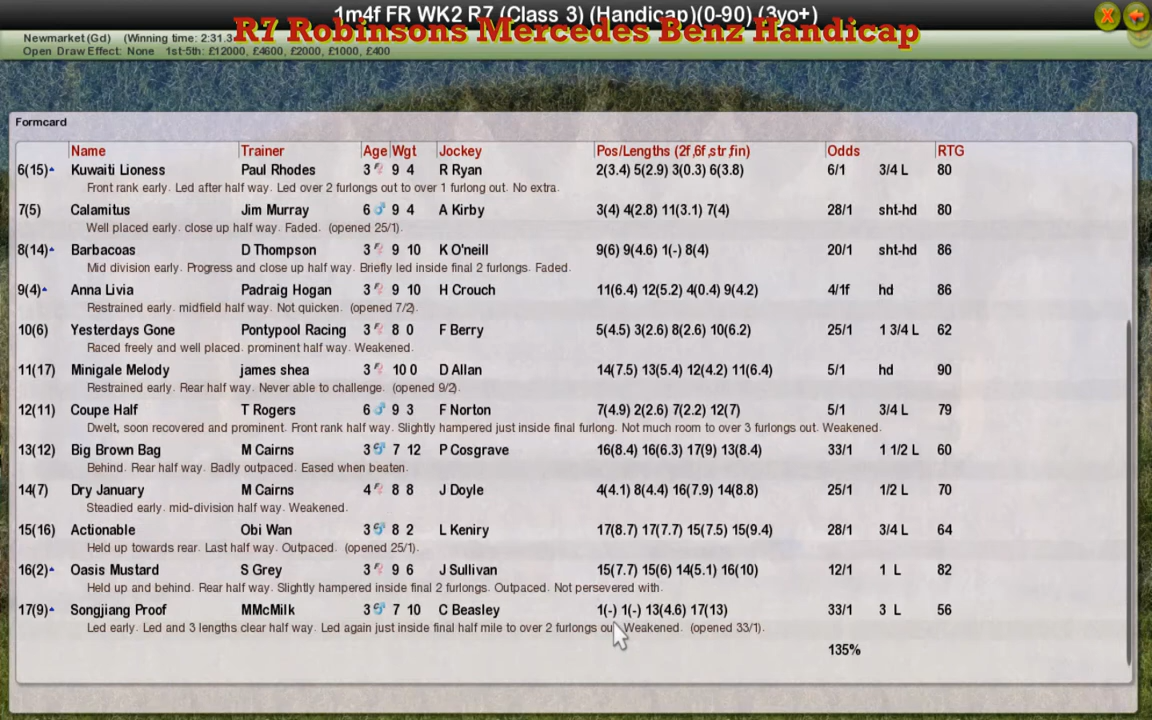 1m4f FR WK2 R7 (Class 3) (Handicap)(0-90) (3yo+)
R7 Robinsons Mercedes Benz Handicap
Newmarket(Gd) (Winning time: 2:31.3
Open Draw Effect: None 1st-5th: £12000, £4600, £2000, £1000, £400
Formcard
Name Trainer Age Wgt Jockey Pos/Lengths (2f,6f,str,fin) Odds RTG
6(15) Kuwaiti Lioness Paul Rhodes 3 9 4 R Ryan 2(3.4) 5(2.9) 3(0.3) 6(3.8) 6/1 3/4 L 80
Front rank early. Led after half way. Led over 2 furlongs out to over 1 furlong out. No extra.
7(5) Calamitus Jim Murray 6 9 4 A Kirby 3(4) 4(2.8) 11(3.1) 7(4) 28/1 sht-hd 80
Well placed early. close up half way. Faded. (opened 25/1).
8(14) Barbacoas D Thompson 3 9 10 K O'neill 9(6) 9(4.6) 1(-) 8(4) 20/1 sht-hd 86
Mid division early. Progress and close up half way. Briefly led inside final 2 furlongs. Faded.
9(4) Anna Livia Padraig Hogan 3 9 10 H Crouch 11(6.4) 12(5.2) 4(0.4) 9(4.2) 4/1f hd 86
Restrained early. midfield half way. Not quicken. (opened 7/2).
10(6) Yesterdays Gone Pontypool Racing 3 8 0 F Berry 5(4.5) 3(2.6) 8(2.6) 10(6.2) 25/1 1 3/4 L 62
Raced freely and well placed. prominent half way. Weakened.
11(17) Minigale Melody james shea 3 10 0 D Allan 14(7.5) 13(5.4) 12(4.2) 11(6.4) 5/1 hd 90
Restrained early. Rear half way. Never able to challenge. (opened 9/2).
12(11) Coupe Half T Rogers 6 9 3 F Norton 7(4.9) 2(2.6) 7(2.2) 12(7) 5/1 3/4 L 79
Dwelt, soon recovered and prominent. Front rank half way. Slightly hampered just inside final furlong. Not much room to over 3 furlongs out. Weakened.
13(12) Big Brown Bag M Cairns 3 7 12 P Cosgrave 16(8.4) 16(6.3) 17(9) 13(8.4) 33/1 1 1/2 L 60
Behind. Rear half way. Badly outpaced. Eased when beaten.
14(7) Dry January M Cairns 4 8 8 J Doyle 4(4.1) 8(4.4) 16(7.9) 14(8.8) 25/1 1/2 L 70
Steadied early. mid-division half way. Weakened.
15(16) Actionable Obi Wan 3 8 2 L Keniry 17(8.7) 17(7.7) 15(7.5) 15(9.4) 28/1 3/4 L 64
Held up towards rear. Last half way. Outpaced. (opened 25/1).
16(2) Oasis Mustard S Grey 3 9 6 J Sullivan 15(7.7) 15(6) 14(5.1) 16(10) 12/1 1 L 82
Held up and behind. Rear half way. Slightly hampered inside final 2 furlongs. Outpaced. Not persevered with.
17(9) Songjiang Proof MMcMilk 3 7 10 C Beasley 1(-) 1(-) 13(4.6) 17(13) 33/1 3 L 56
Led early. Led and 3 lengths clear half way. Led again just inside final half mile to over 2 furlongs ou Weakened. (opened 33/1).
135%